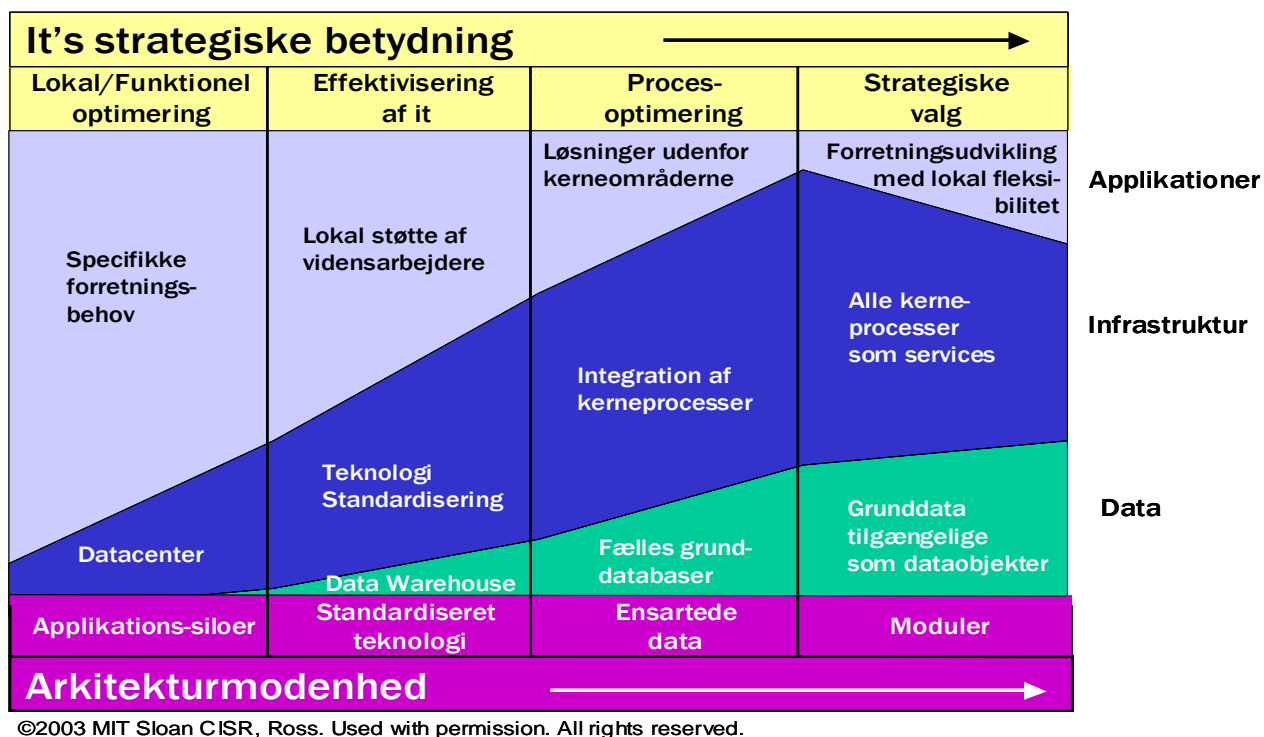 It's strategiske betydning
Lokal/Funktionel
optimering
Effektivisering
af it
Proces-
optimering
Strategiske
valg
Specifikke
forretnings-
behov
Lokal støtte af
vidensarbejdere
Løsninger udenfor
kerneområderne
Forretningsudvikling
med lokal fleksi-
bilitet
Applikationer
Datacenter
Teknologi
Standardisering
Integration af
kerneprocesser
Alle kerne-
processer
som services
Infrastruktur
Data Warehouse
Fælles grund-
databaser
Grunddata
tilgængelige
som dataobjekter
Data
Applikations-siloer
Standardiseret
teknologi
Ensartede
data
Moduler
Arkitekturmodenhed
©2003 MIT Sloan CISR, Ross. Used with permission. All rights reserved.